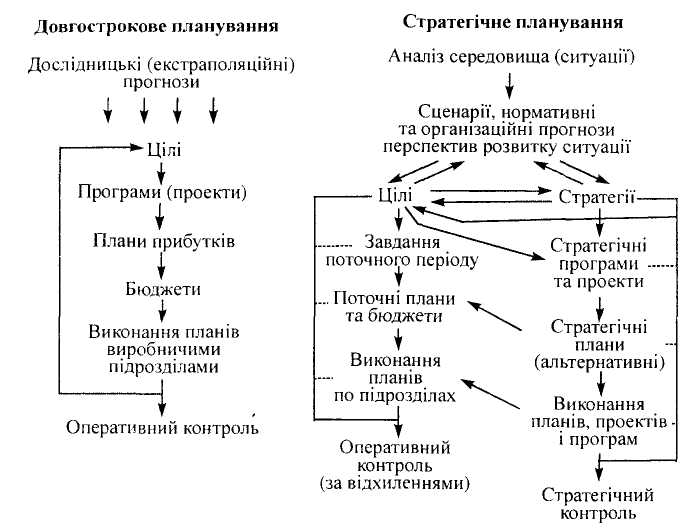 Довгострокове планування
Дослідницькі (екстраполяційні)
прогнози
Цілі
Програми (проекти)
Плани прибутків
Бюджети
Виконання планів
виробничими
підрозділами
Оперативний контроль
Стратегічне планування
Аналіз середовища (ситуації)
Сценарії, нормативні
та організаційні прогнози
перспектив розвитку ситуації
Цілі
Стратегії
Завдання
поточного періоду
Поточні плани
та бюджети
Виконання
планів
по підрозділах
Оперативний
контроль
(за відхиленнями)
Стратегічні
програми
та проекти
Стратегічні
плани
(альтернативні)
Виконання
планів, проектів
і програм
Стратегічний
контроль